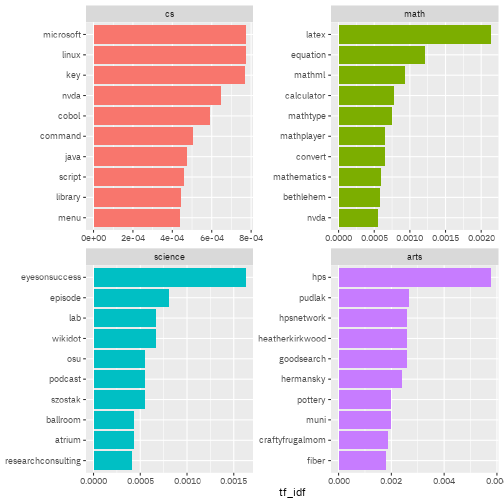 cs
microsoft
linux
key
nvda
cobol
command
java
script
library
menu
0e+00 2e-04 4e-04 6e-04 8e-04
math
latex
equation
mathml
calculator
mathtype
mathplayer
convert
mathematics
bethlehem
nvda
0.0000 0.0005 0.0010 0.0015 0.0020
science
eyesonsuccess
episode
lab
wikidot
osu
podcast
szostak
ballroom
atrium
researchconsulting
0.0000 0.0005 0.0010 0.0015
arts
hps
pudlak
hpsnetwork
heatherkirkwood
goodsearch
hermansky
pottery
muni
craftyfrugalmom
fiber
0.000 0.002 0.004 0.00
tf_idf